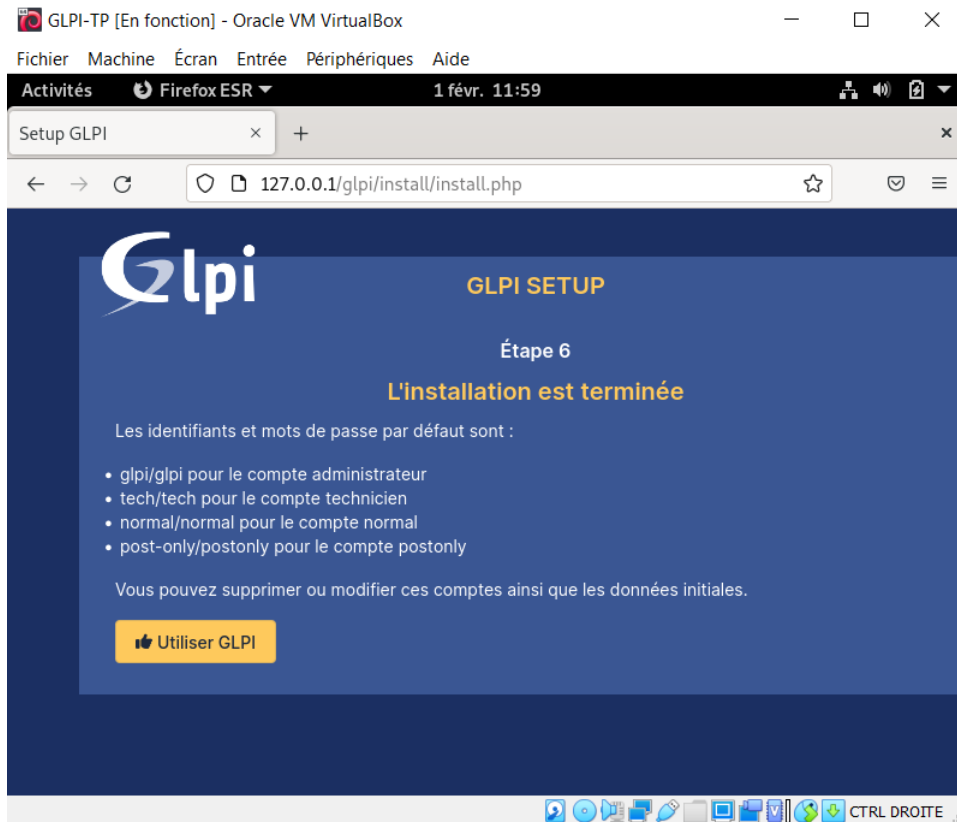 GLPI-TP [En fonction] - Oracle VM VirtualBox
Fichier Machine Écran Entrée Périphériques Aide
Activités Firefox ESR 1 févr. 11:59
Setup GLPI
127.0.0.1/glpi/install/install.php
Glpi
GLPI SETUP
Étape 6
L'installation est terminée
Les identifiants et mots de passe par défaut sont :
• glpi/glpi pour le compte administrateur
• tech/tech pour le compte technicien
• normal/normal pour le compte normal
• post-only/postonly pour le compte postonly
Vous pouvez supprimer ou modifier ces comptes ainsi que les données initiales.
Utiliser GLPI
CTRL DROITE